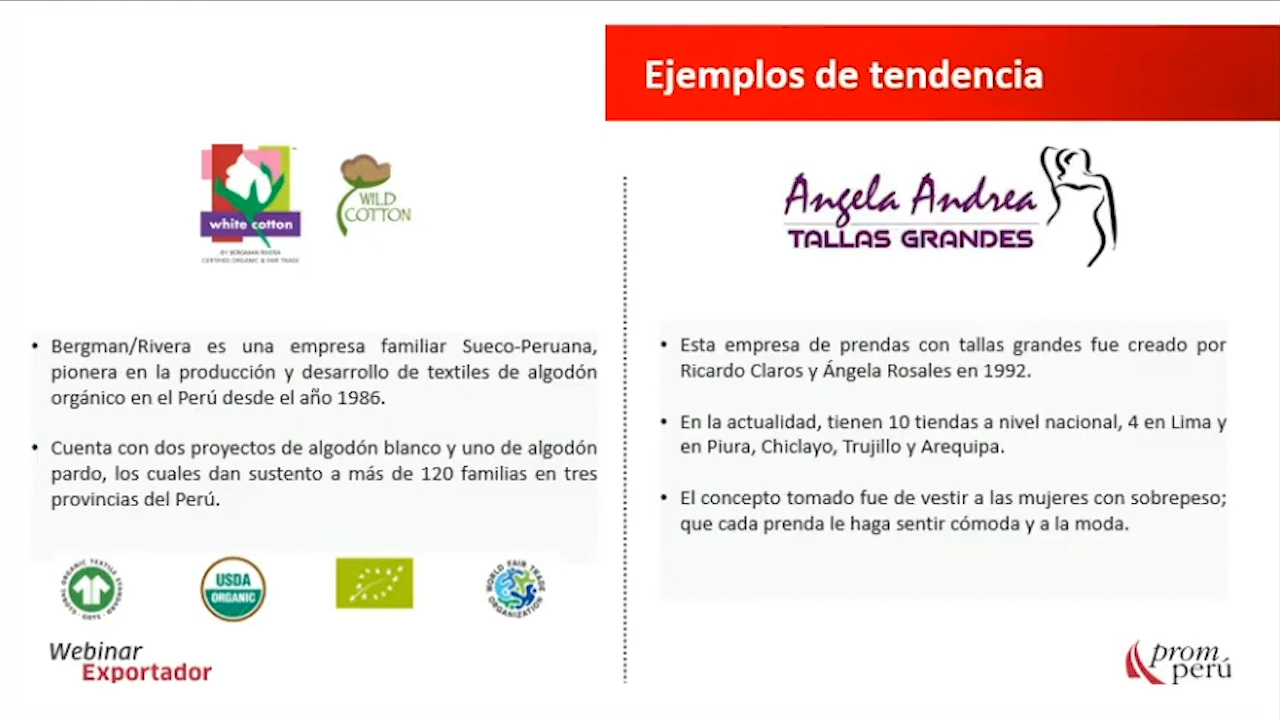 Ejemplos de tendencia
white cotton
BY BERGMAN RIVERA
CERTIFIED ORGANIC & FAIR TRADE
WILD
COTTON
• Bergman/Rivera es una empresa familiar Sueco-Peruana,
pionera en la producción y desarrollo de textiles de algodón
orgánico en el Perú desde el año 1986.
• Cuenta con dos proyectos de algodón blanco y uno de algodón
pardo, los cuales dan sustento a más de 120 familias en tres
provincias del Perú.
GLOBAL ORGANIC TEXTILE STANDARD · GOTS ·
USDA
ORGANIC
WORLD FAIR TRADE
ORGANIZATION
Webinar
Exportador
Angela Andrea
TALLAS GRANDES
• Esta empresa de prendas con tallas grandes fue creado por
Ricardo Claros y Ángela Rosales en 1992.
• En la actualidad, tienen 10 tiendas a nivel nacional, 4 en Lima y
en Piura, Chiclayo, Trujillo y Arequipa.
• El concepto tomado fue de vestir a las mujeres con sobrepeso;
que cada prenda le haga sentir cómoda y a la moda.
prom
perú